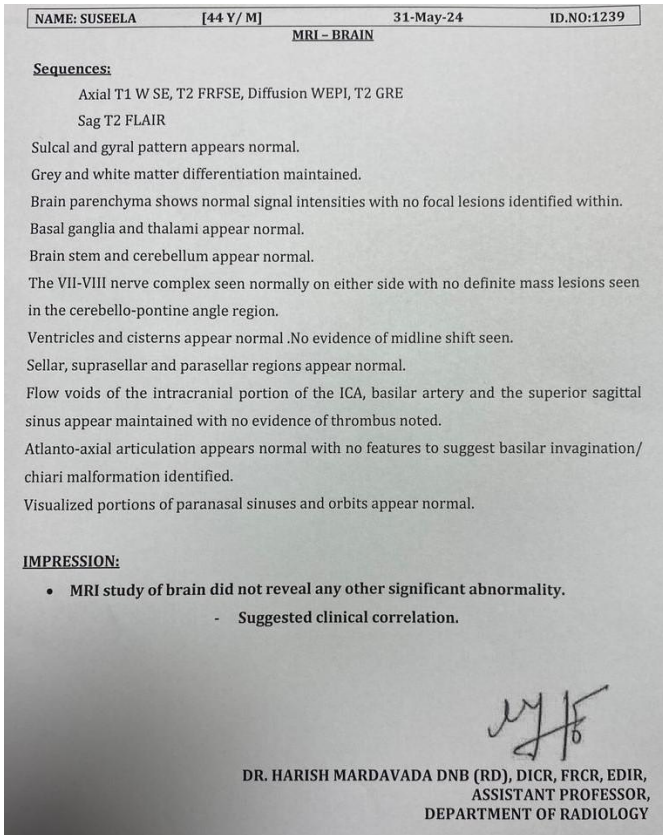 NAME: SUSEELA [44 Y/ M] 31-May-24 ID.NO:1239
MRI – BRAIN
Sequences:
Axial T1 W SE, T2 FRFSE, Diffusion WEPI, T2 GRE
Sag T2 FLAIR
Sulcal and gyral pattern appears normal.
Grey and white matter differentiation maintained.
Brain parenchyma shows normal signal intensities with no focal lesions identified within.
Basal ganglia and thalami appear normal.
Brain stem and cerebellum appear normal.
The VII-VIII nerve complex seen normally on either side with no definite mass lesions seen
in the cerebello-pontine angle region.
Ventricles and cisterns appear normal .No evidence of midline shift seen.
Sellar, suprasellar and parasellar regions appear normal.
Flow voids of the intracranial portion of the ICA, basilar artery and the superior sagittal
sinus appear maintained with no evidence of thrombus noted.
Atlanto-axial articulation appears normal with no features to suggest basilar invagination/
chiari malformation identified.
Visualized portions of paranasal sinuses and orbits appear normal.
IMPRESSION:
• MRI study of brain did not reveal any other significant abnormality.
- Suggested clinical correlation.
DR. HARISH MARDAVADA DNB (RD), DICR, FRCR, EDIR,
ASSISTANT PROFESSOR,
DEPARTMENT OF RADIOLOGY